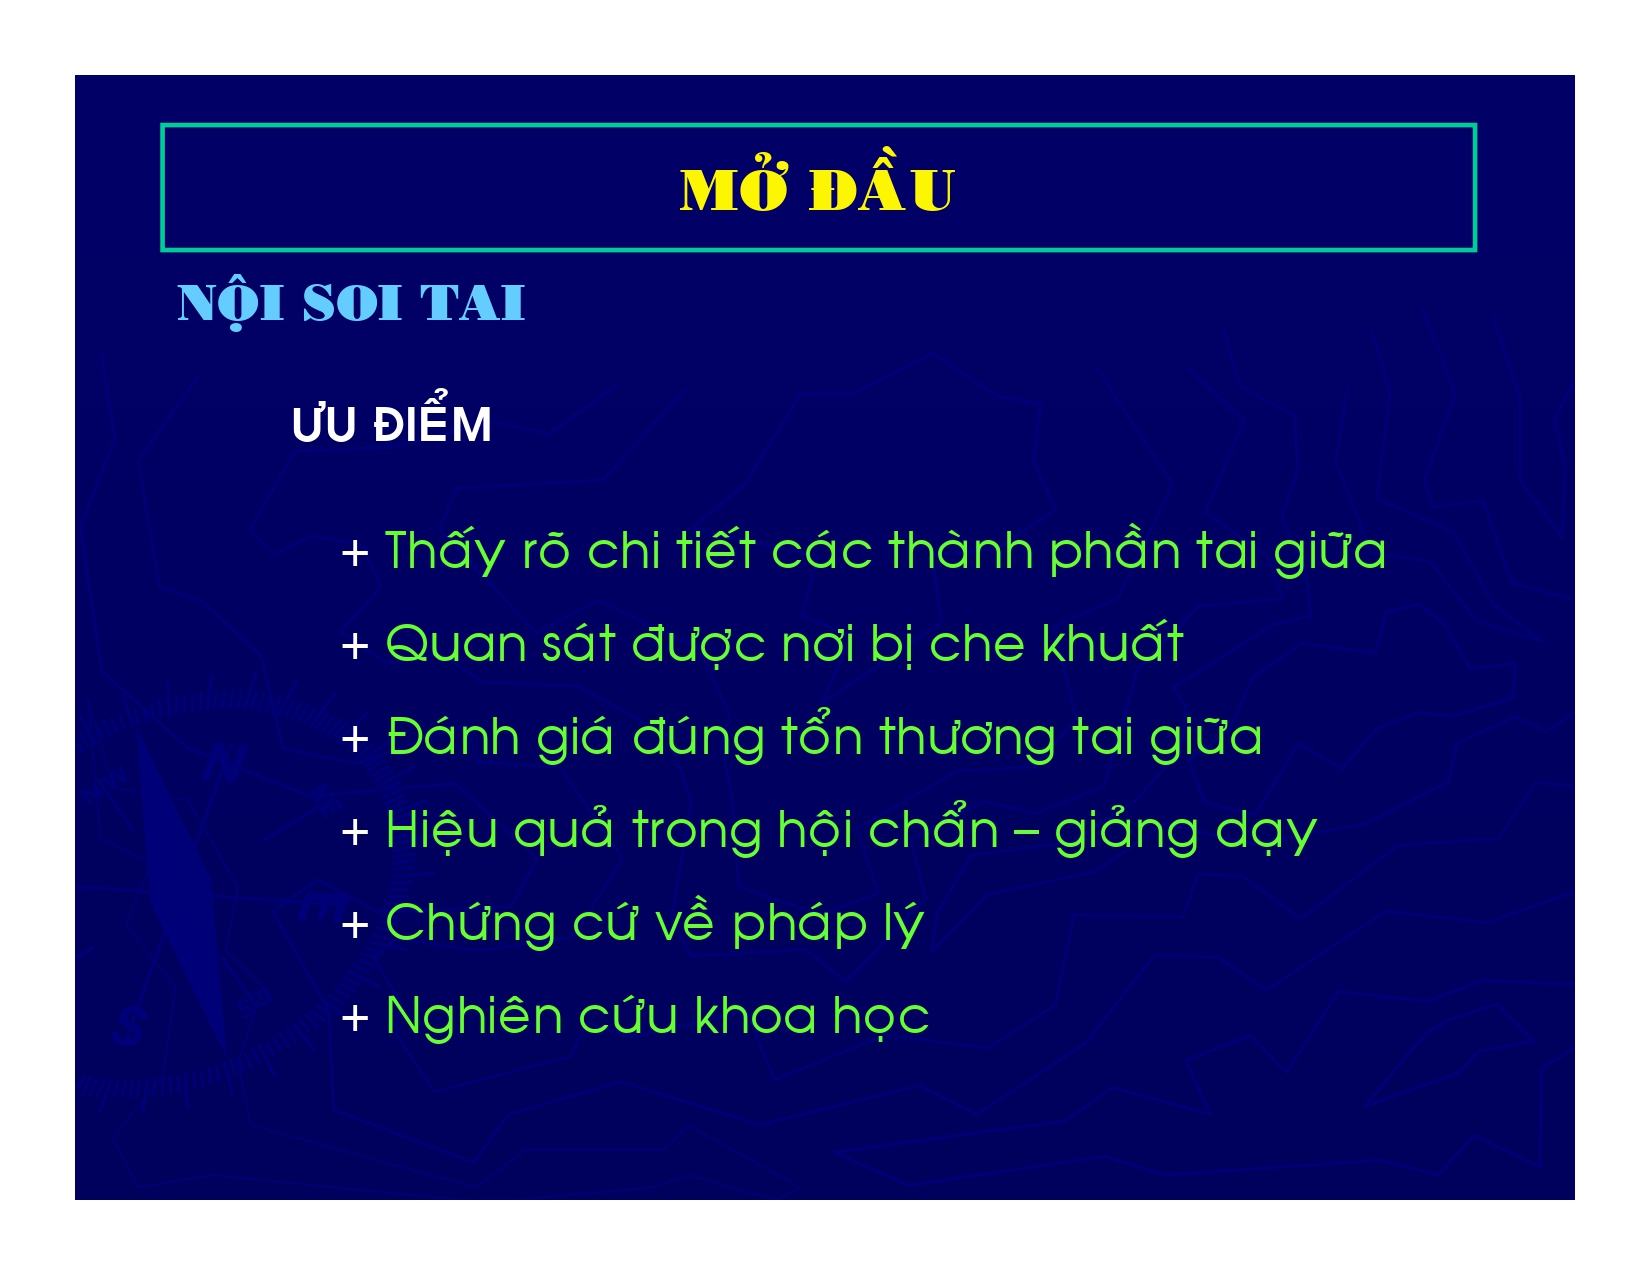 MỞ ĐẦU
NỘI SOI TAI
ƯU ĐIỂM
+ Thấy rõ chi tiết các thành phần tai giữa
+ Quan sát được nơi bị che khuất
+ Đánh giá đúng tổn thương tai giữa
+ Hiệu quả trong hội chẩn – giảng dạy
+ Chứng cứ về pháp lý
+ Nghiên cứu khoa học
N
S